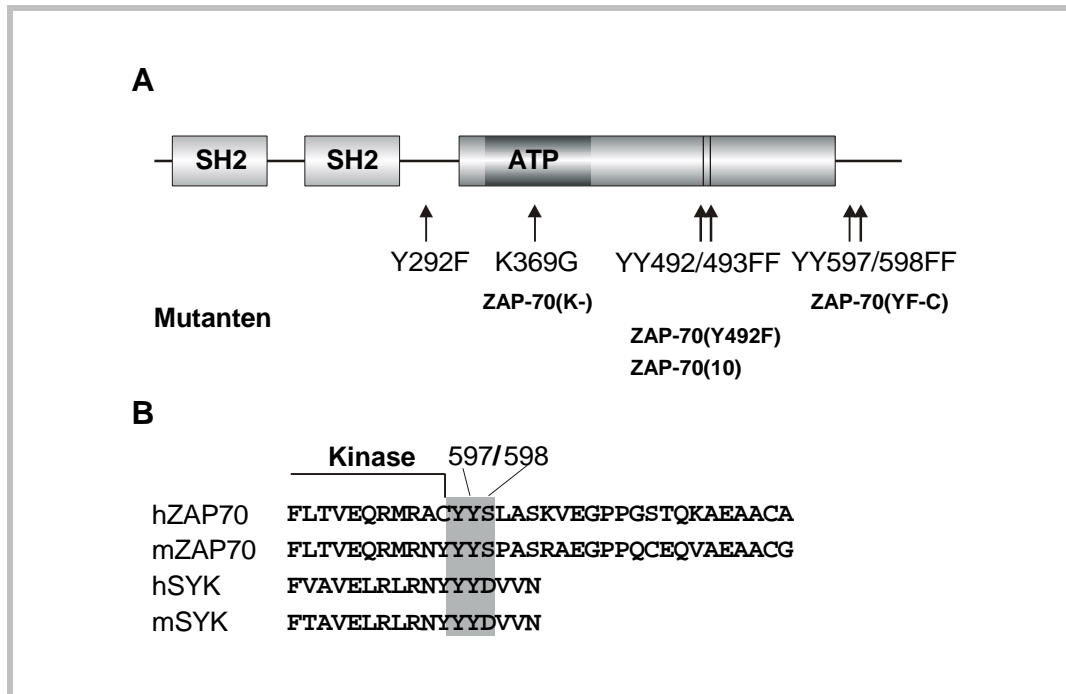 A
SH2 SH2 ATP
Y292F K369G YY492/493FF YY597/598FF
ZAP-70(K-) ZAP-70(YF-C)
Mutanten
ZAP-70(Y492F)
ZAP-70(10)
B
Kinase 597/598
hZAP70 FLTVEQRMRACYYSLASKVEGPPGSTQKAEAACA
mZAP70 FLTVEQRMRNYYYSPASRAEGPPQCEQVAEAACG
hSYK FVAVELRLRNYYYDVVN
mSYK FTAVELRLRNYYYDVVN